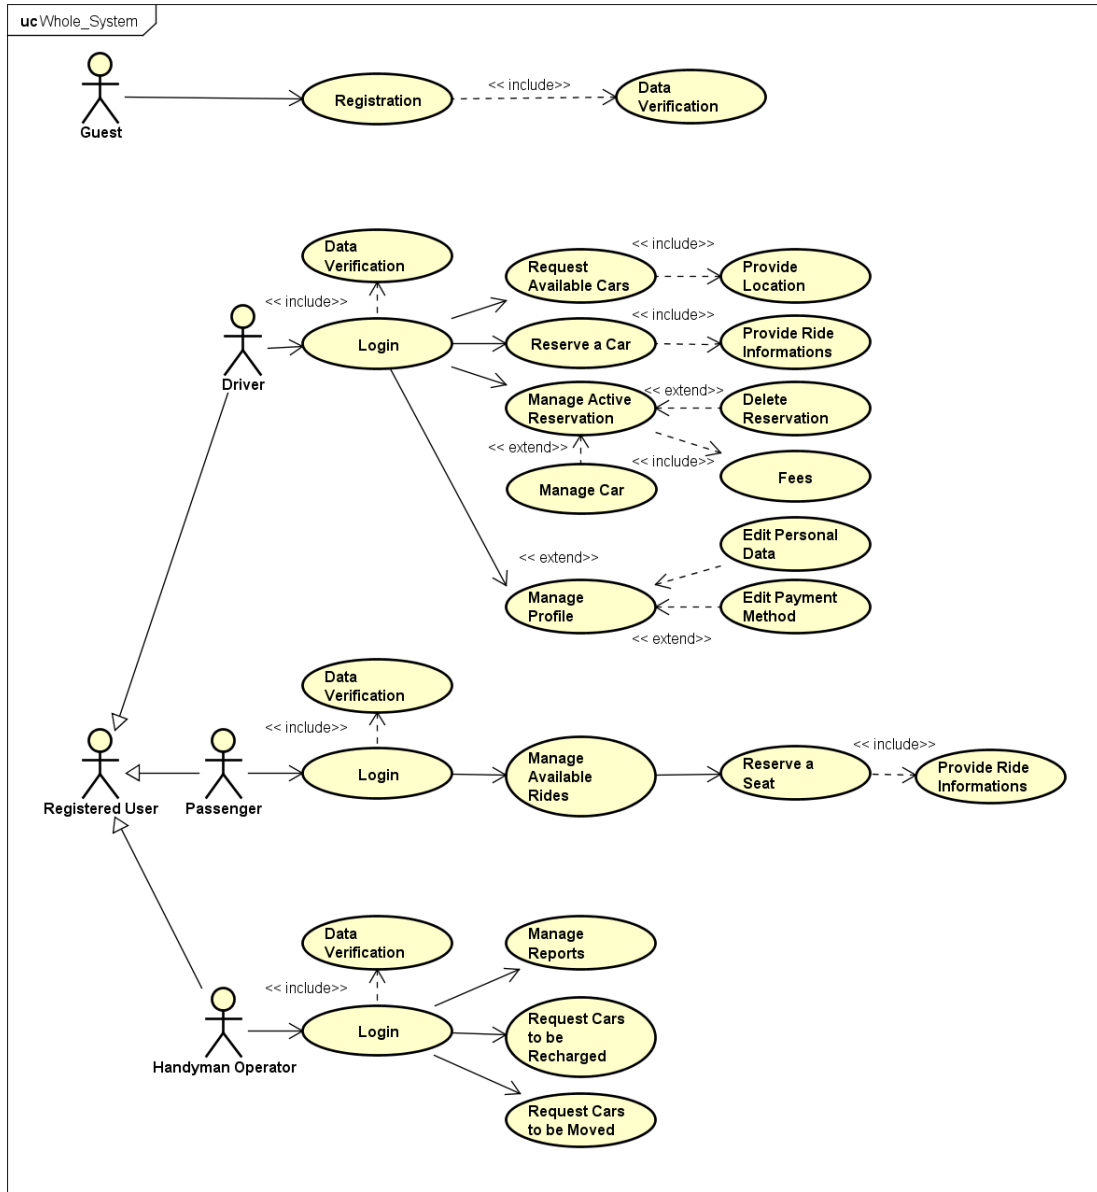 uc Whole_System
Guest
Registration
<< include>>
Data
Verification
Data
Verification
<< include>>
Driver
Login
Request
Available Cars
<< include>>
Provide
Location
Reserve a Car
<< include>>
Provide Ride
Informations
Manage Active
Reservation
<< extend>>
Delete
Reservation
<< extend>>
<< include>>
Manage Car
Fees
<< extend>>
Edit Personal
Data
Manage
Profile
Edit Payment
Method
<< extend>>
Data
Verification
<< include>>
Registered User
Passenger
Login
Manage
Available
Rides
Reserve a
Seat
<< include>>
Provide Ride
Informations
Data
Verification
<< include>>
Handyman Operator
Login
Manage
Reports
Request Cars
to be
Recharged
Request Cars
to be Moved